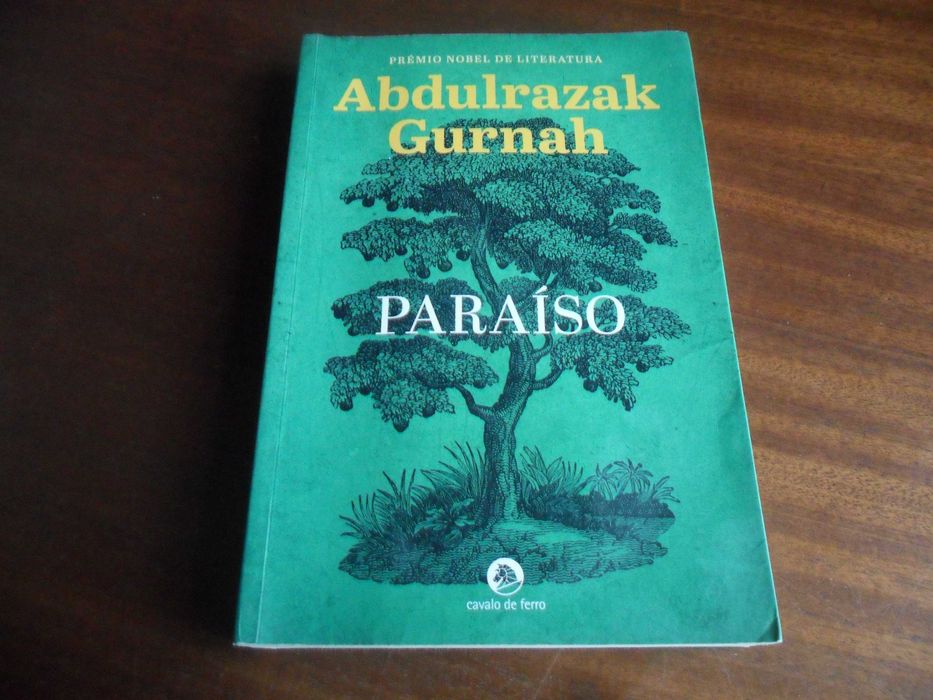 PRÉMIO NOBEL DE LITERATURA
Abdulrazak
Gurnah
PARAÍSO
cavalo de ferro